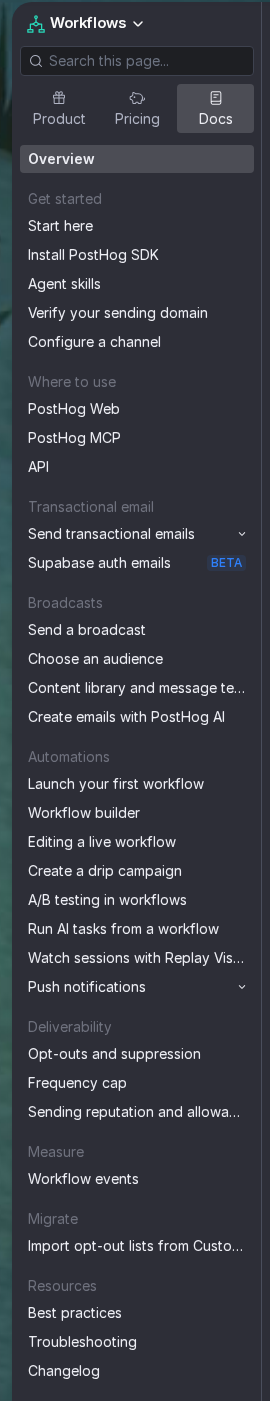 Workflows
Search this page...
Product
Pricing
Docs
Overview
Get started
Start here
Install PostHog SDK
Agent skills
Verify your sending domain
Configure a channel
Where to use
PostHog Web
PostHog MCP
API
Transactional email
Send transactional emails
Supabase auth emails BETA
Broadcasts
Send a broadcast
Choose an audience
Content library and message te...
Create emails with PostHog AI
Automations
Launch your first workflow
Workflow builder
Editing a live workflow
Create a drip campaign
A/B testing in workflows
Run AI tasks from a workflow
Watch sessions with Replay Vis...
Push notifications
Deliverability
Opt-outs and suppression
Frequency cap
Sending reputation and allowa...
Measure
Workflow events
Migrate
Import opt-out lists from Custo...
Resources
Best practices
Troubleshooting
Changelog